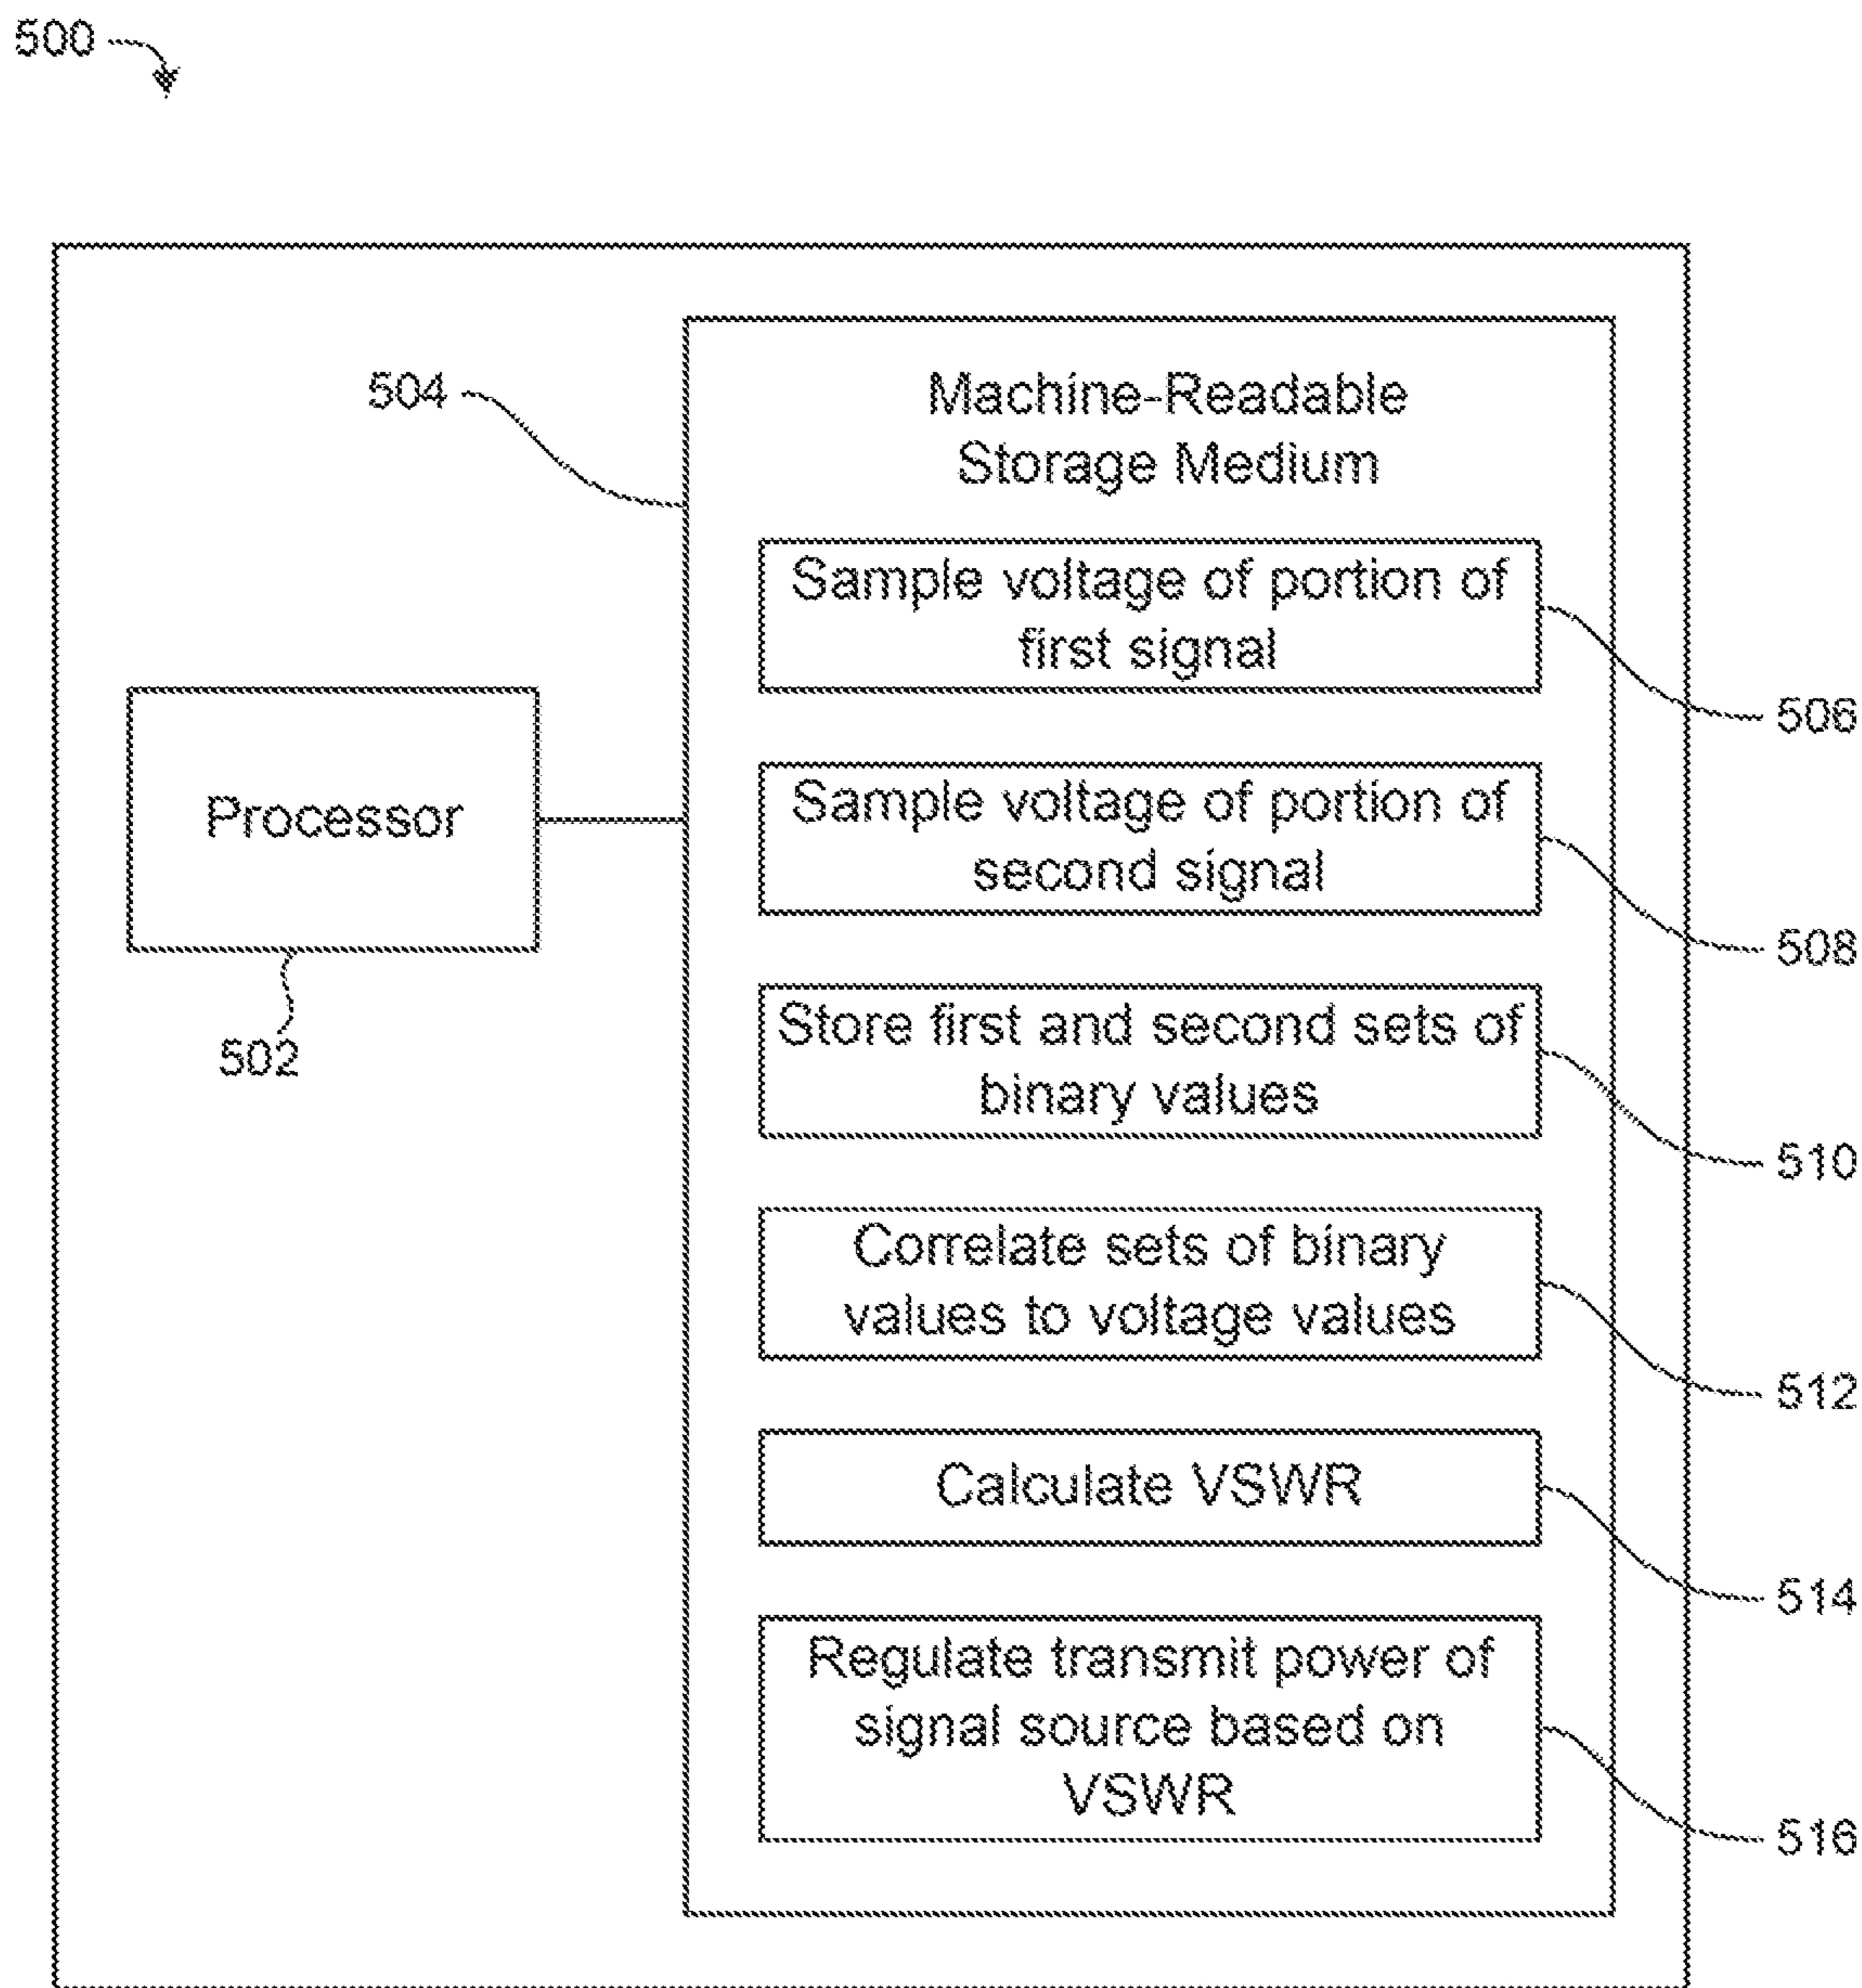 500
504
Machine-Readable
Storage Medium
Sample voltage of portion of
first signal
506
Sample voltage of portion of
second signal
508
Processor
502
Store first and second sets of
binary values
510
Correlate sets of binary
values to voltage values
512
Calculate VSWR
514
Regulate transmit power of
signal source based on
VSWR
516